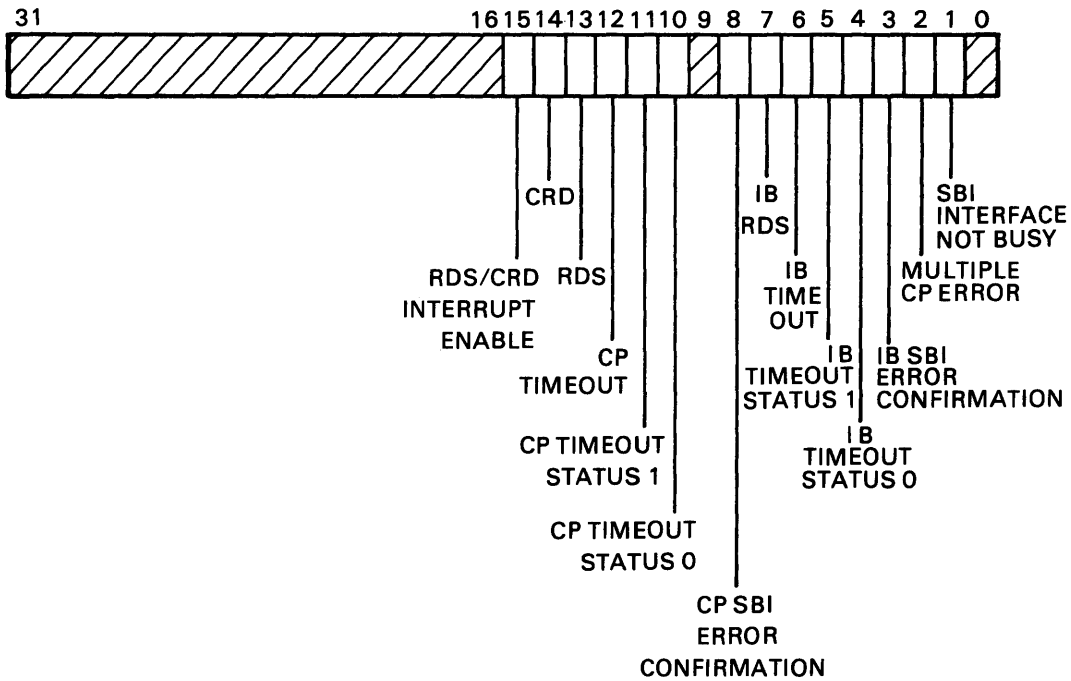 31 16 15 14 13 12 11 10 9 8 7 6 5 4 3 2 1 0
CRD
IB
RDS
SBI
INTERFACE
NOT BUSY
RDS/CRD
INTERRUPT
ENABLE
RDS
IB
TIME
OUT
MULTIPLE
CP ERROR
CP
TIMEOUT
IB
TIMEOUT
STATUS 1
IB SBI
ERROR
CONFIRMATION
CP TIMEOUT
STATUS 1
IB
TIMEOUT
STATUS 0
CP TIMEOUT
STATUS 0
CP SBI
ERROR
CONFIRMATION